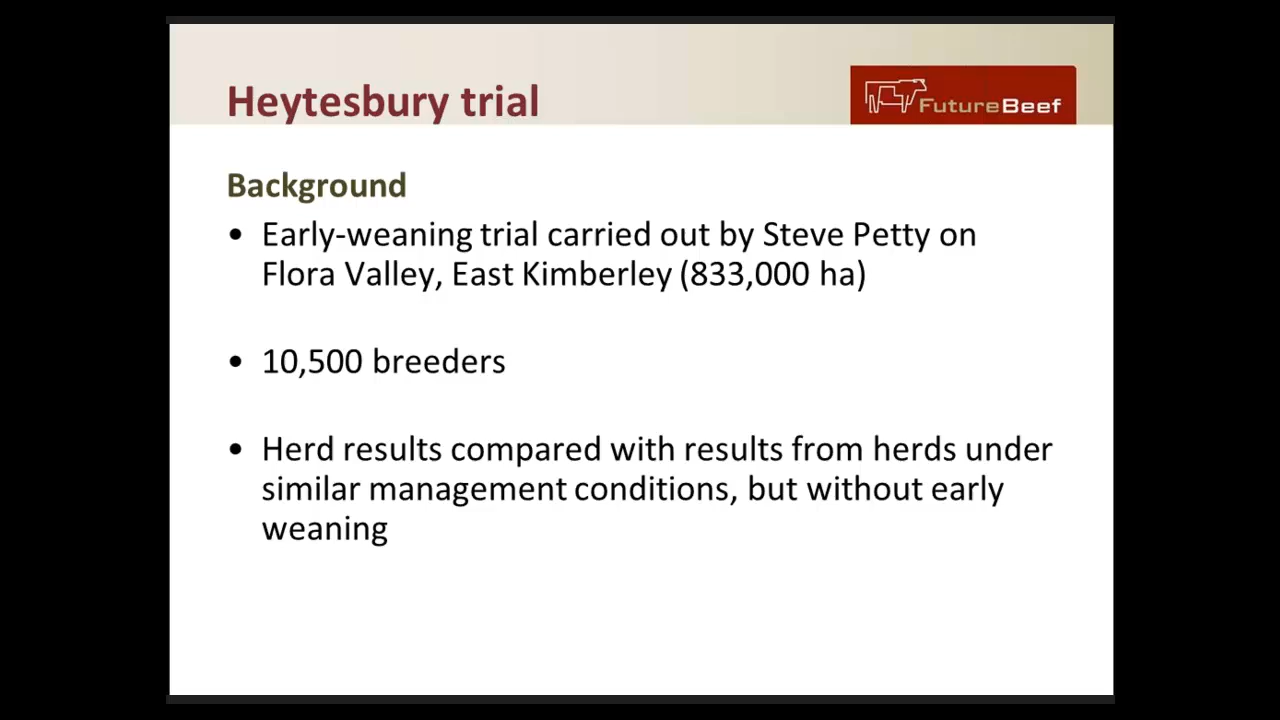 Heytesbury trial
FutureBeef
Background
• Early-weaning trial carried out by Steve Petty on
Flora Valley, East Kimberley (833,000 ha)
• 10,500 breeders
• Herd results compared with results from herds under
similar management conditions, but without early
weaning